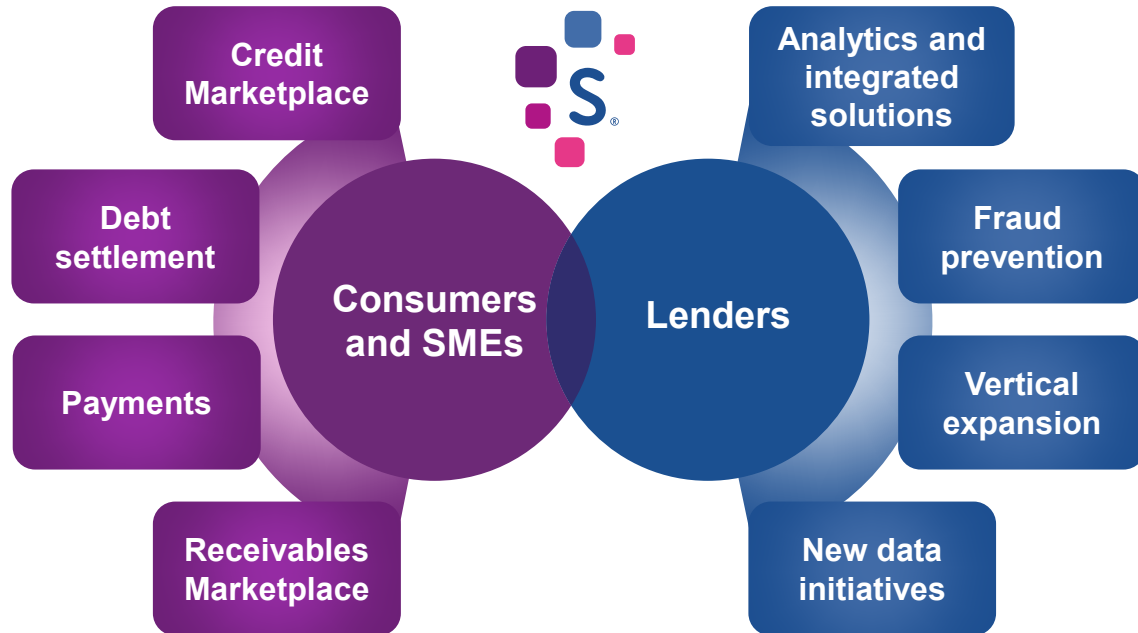 Credit
Marketplace
S®
Analytics and
integrated
solutions
Debt
settlement
Fraud
prevention
Consumers
and SMEs
Lenders
Payments
Vertical
expansion
Receivables
Marketplace
New data
initiatives